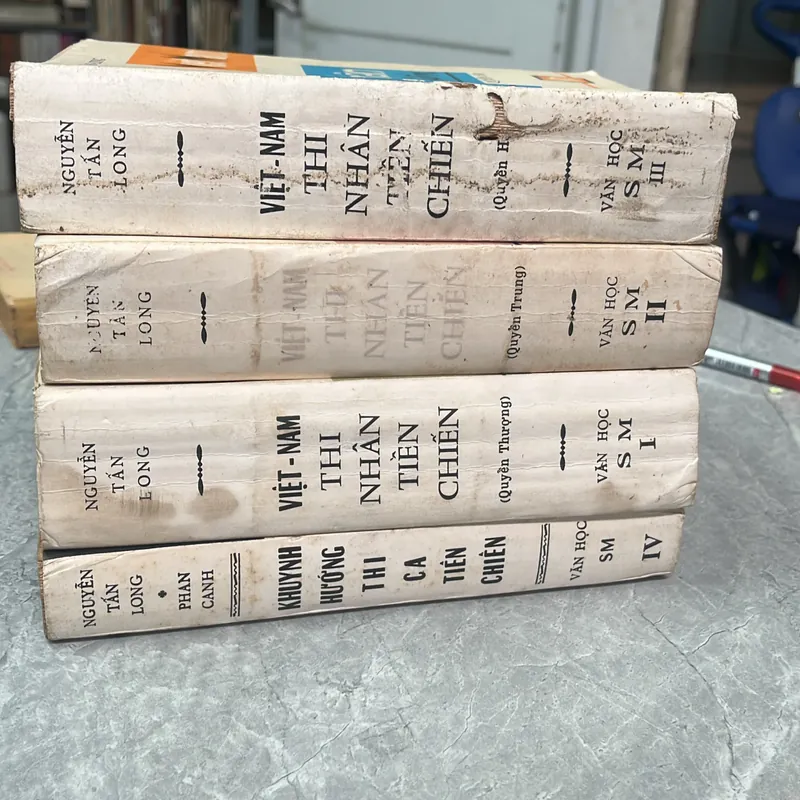 NGUYỄN
TẤN
LONG
VIỆT-NAM
THI
NHÂN
TIỀN
CHIẾN
(Quyển H
VĂN HỌC
SM
III
NGUYỄN
TẤN
LONG
VIỆT-NAM
THI
NHÂN
TIỀN
CHIẾN
(Quyển Trung)
VĂN HỌC
SM
II
NGUYỄN
TẤN
LONG
VIỆT-NAM
THI
NHÂN
TIỀN
CHIẾN
(Quyển Thượng)
VĂN HỌC
SM
I
NGUYỄN
TẤN
LONG
PHAN
CANH
KHUYNH
HƯỚNG
THI
CA
TIỀN
CHIẾN
VĂN HỌC
SM
IV